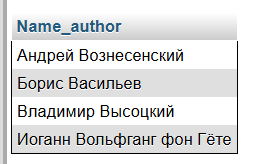 Name_author
Андрей Вознесенский
Борис Васильев
Владимир Высоцкий
Иоганн Вольфганг фон Гёте